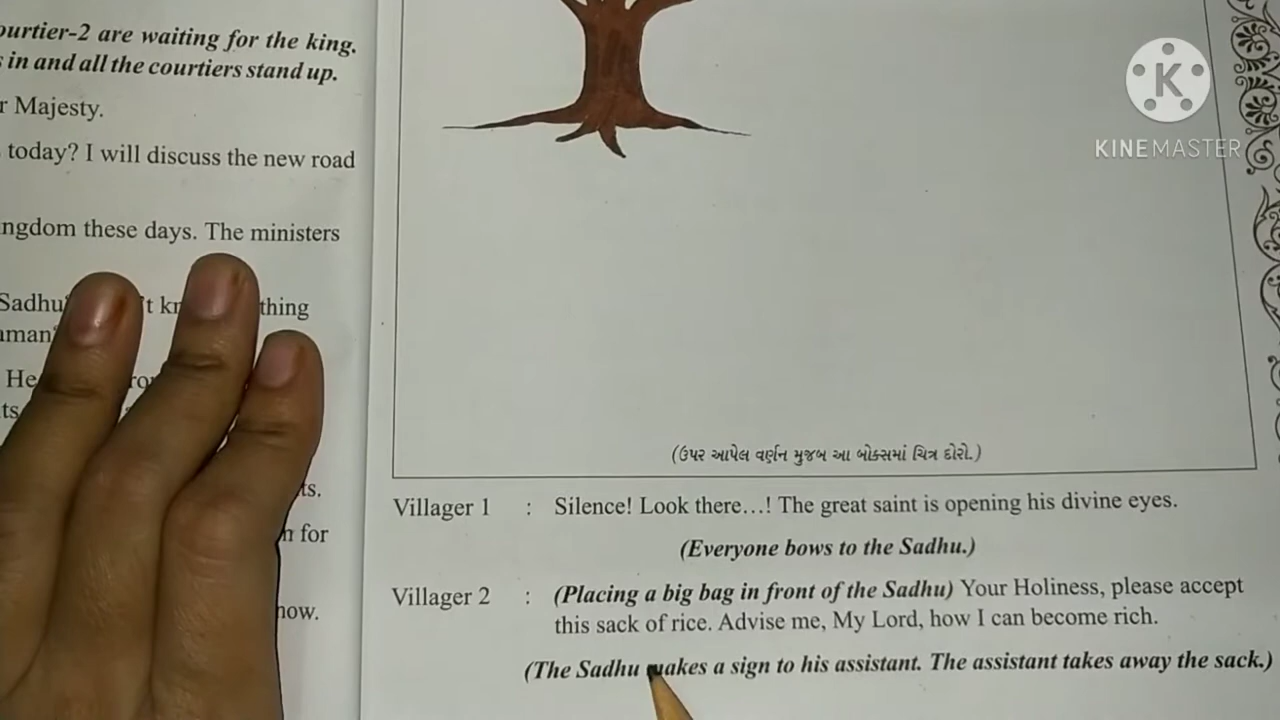 ourtier-2 are waiting for the king.
s in and all the courtiers stand up.
r Majesty.
today? I will discuss the new road
ngdom these days. The ministers
Sadhu
thing
He
ts.
n for
now.
K
KINEMASTER
(ઉપર આપેલ વર્ણન મુજબ આ બોક્સમાં ચિત્ર દોરો.)
Villager 1 : Silence! Look there...! The great saint is opening his divine eyes.
(Everyone bows to the Sadhu.)
Villager 2 : (Placing a big bag in front of the Sadhu) Your Holiness, please accept
this sack of rice. Advise me, My Lord, how I can become rich.
(The Sadhu makes a sign to his assistant. The assistant takes away the sack.)